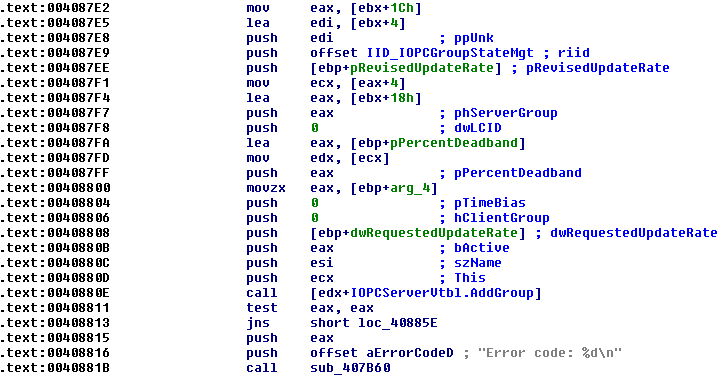 .text:004087E2 mov eax, [ebx+1Ch]
.text:004087E5 lea edi, [ebx+4]
.text:004087E8 push edi ; ppUnk
.text:004087E9 push offset IID_IOPCGroupStateMgt ; riid
.text:004087EE push [ebp+pRevisedUpdateRate] ; pRevisedUpdateRate
.text:004087F1 mov ecx, [eax+4]
.text:004087F4 lea eax, [ebx+18h]
.text:004087F7 push eax ; phServerGroup
.text:004087F8 push 0 ; dwLCID
.text:004087FA lea eax, [ebp+pPercentDeadband]
.text:004087FD mov edx, [ecx]
.text:004087FF push eax ; pPercentDeadband
.text:00408800 movzx eax, [ebp+arg_4]
.text:00408804 push 0 ; pTimeBias
.text:00408806 push 0 ; hClientGroup
.text:00408808 push [ebp+dwRequestedUpdateRate] ; dwRequestedUpdateRate
.text:0040880B push eax ; bActive
.text:0040880C push esi ; szName
.text:0040880D push ecx ; This
.text:0040880E call [edx+IOPCServerVtbl.AddGroup]
.text:00408811 test eax, eax
.text:00408813 jns short loc_40885E
.text:00408815 push eax
.text:00408816 push offset aErrorCodeD ; "Error code: %d\n"
.text:0040881B call sub_407B60